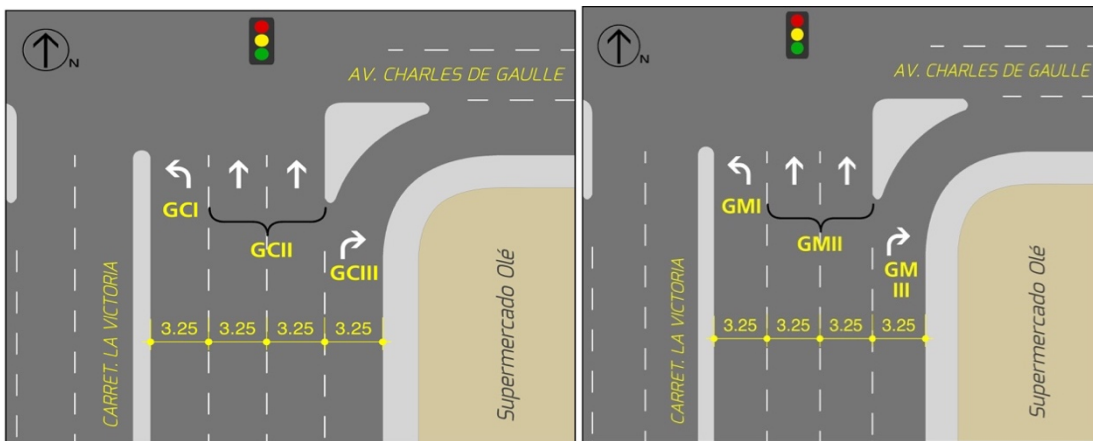 N
AV. CHARLES DE GAULLE
GCI
GCII
GCIII
3.25 3.25 3.25 3.25
CARRET. LA VICTORIA
Supermercado Olé
N
AV. CHARLES DE GAULLE
GMI
GMII
GM
III
3.25 3.25 3.25 3.25
CARRET. LA VICTORIA
Supermercado Olé